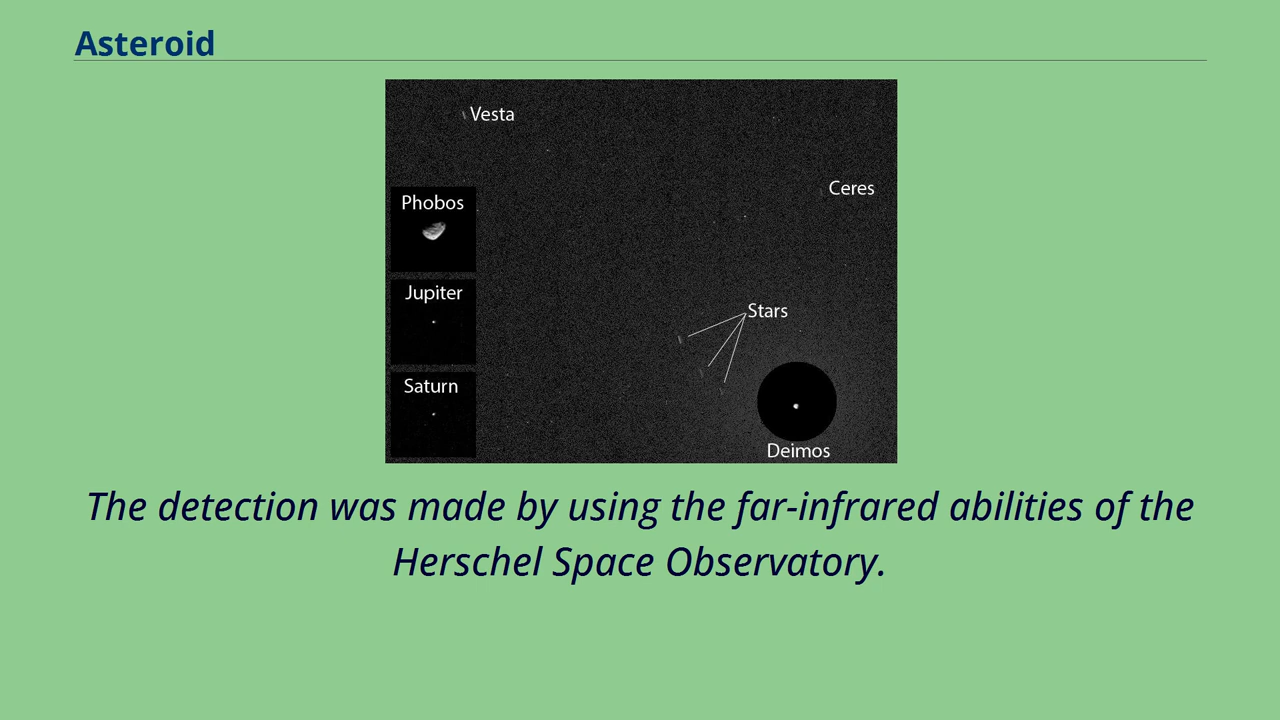 Asteroid
Vesta
Ceres
Phobos
Jupiter
Stars
Saturn
Deimos
The detection was made by using the far-infrared abilities of the
Herschel Space Observatory.